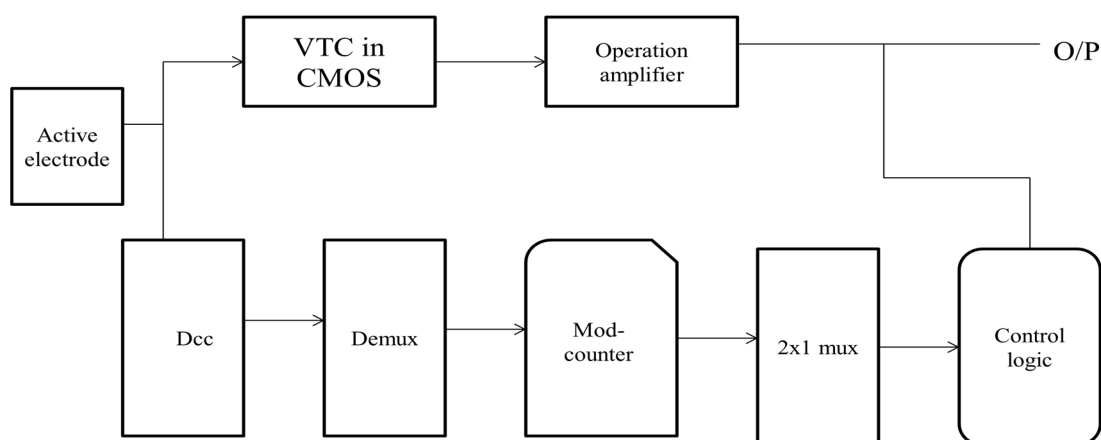 VTC in
CMOS
Operation
amplifier
O/P
Active
electrode
Dcc
Demux
Mod-
counter
2x1 mux
Control
logic